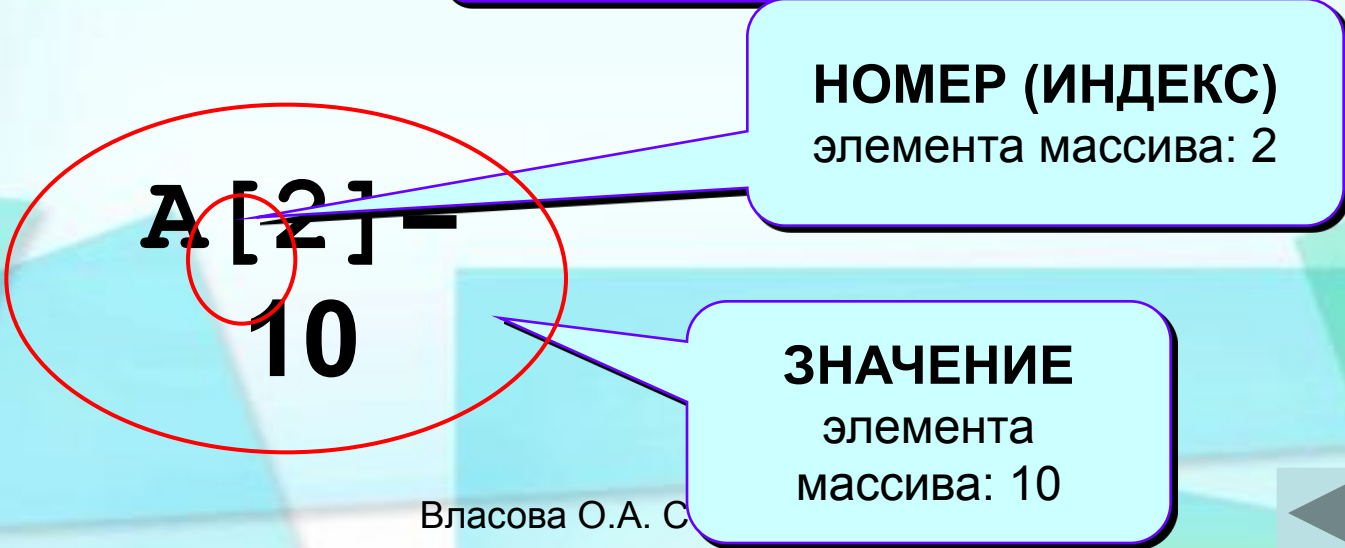 НОМЕР (ИНДЕКС)
элемента массива: 2
A[2]-
10
ЗНАЧЕНИЕ
элемента
массива: 10
Власова О.А. С